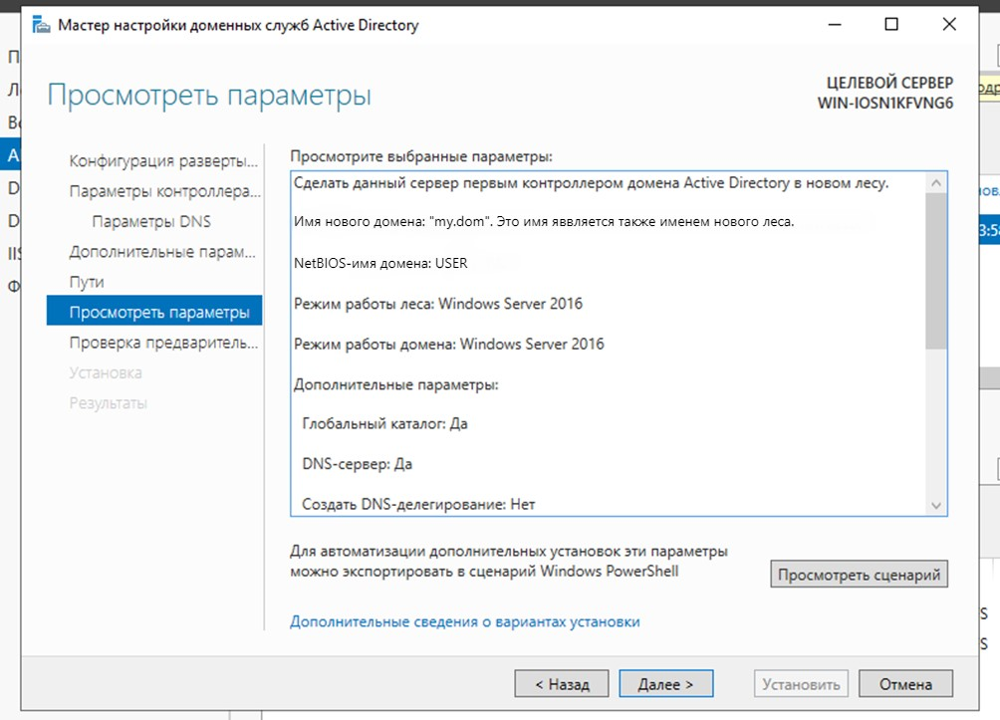 Мастер настройки доменных служб Active Directory
Просмотреть параметры
ЦЕЛЕВОЙ СЕРВЕР
WIN-IOSN1KFVNG6
Конфигурация разверты...
Параметры контроллера...
Параметры DNS
Дополнительные парам...
Пути
Просмотреть параметры
Проверка предваритель...
Установка
Результаты
Просмотрите выбранные параметры:
Сделать данный сервер первым контроллером домена Active Directory в новом лесу.
Имя нового домена: "my.dom". Это имя яввляется также именем нового леса.
NetBIOS-имя домена: USER
Режим работы леса: Windows Server 2016
Режим работы домена: Windows Server 2016
Дополнительные параметры:
Глобальный каталог: Да
DNS-сервер: Да
Создать DNS-делегирование: Нет
Для автоматизации дополнительных установок эти параметры
можно экспортировать в сценарий Windows PowerShell
Просмотреть сценарий
Дополнительные сведения о вариантах установки
< Назад
Далее >
Установить
Отмена